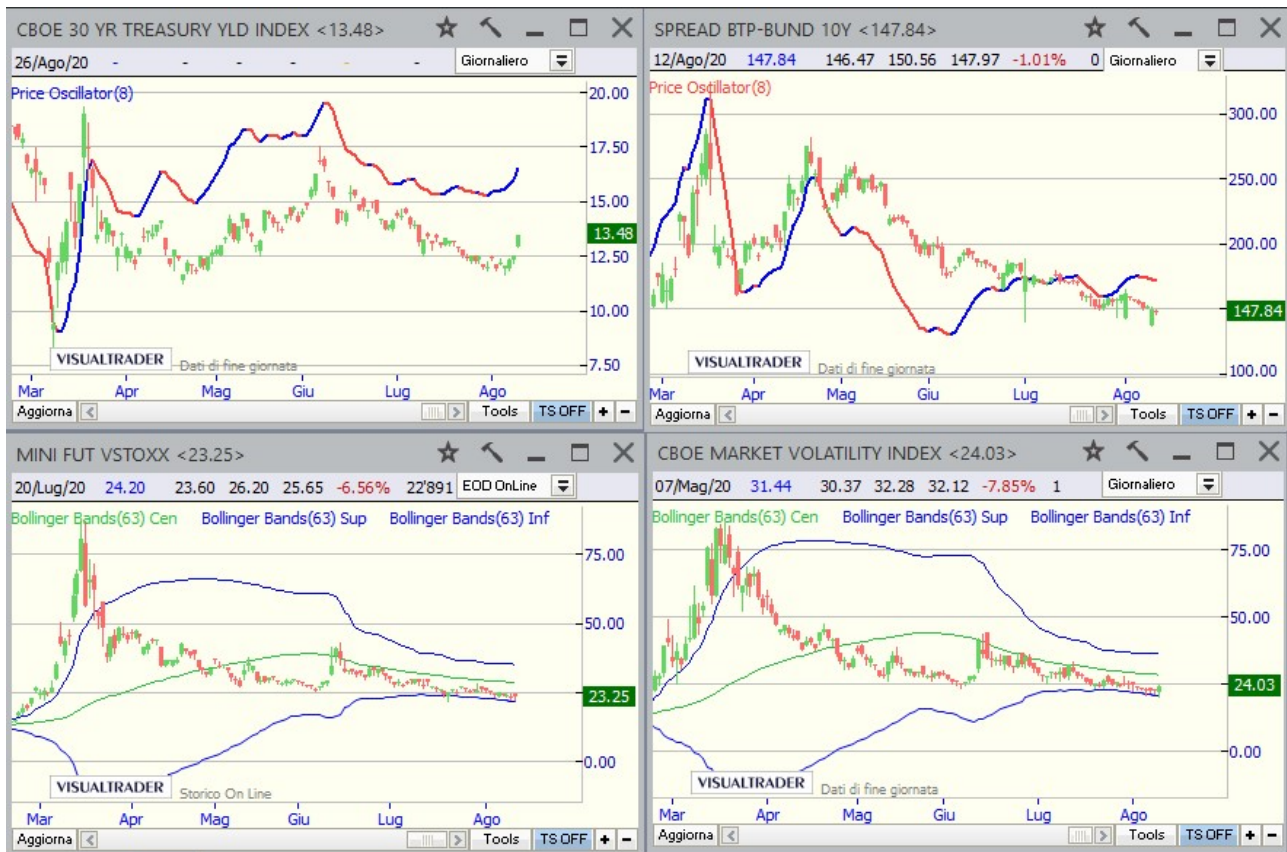 CBOE 30 YR TREASURY YLD INDEX <13.48>
26/Ago/20 - - - - - - Giornaliero
Price Oscillator(8)
20.00
17.50
15.00
13.48
12.50
10.00
7.50
VISUALTRADER Dati di fine giornata
Mar Apr Mag Giu Lug Ago
Aggiorna Tools TS OFF + -
SPREAD BTP-BUND 10Y <147.84>
12/Ago/20 147.84 146.47 150.56 147.97 -1.01% 0 Giornaliero
Price Oscillator(8)
300.00
250.00
200.00
147.84
100.00
VISUALTRADER Dati di fine giornata
Mar Apr Mag Giu Lug Ago
Aggiorna Tools TS OFF + -
MINI FUT VSTOXX <23.25>
20/Lug/20 24.20 23.60 26.20 25.65 -6.56% 22'891 EOD OnLine
Bollinger Bands(63) Cen Bollinger Bands(63) Sup Bollinger Bands(63) Inf
75.00
50.00
23.25
0.00
VISUALTRADER Storico On Line
Mar Apr Mag Giu Lug Ago
Aggiorna Tools TS OFF + -
CBOE MARKET VOLATILITY INDEX <24.03>
07/Mag/20 31.44 30.37 32.28 32.12 -7.85% 1 Giornaliero
Bollinger Bands(63) Cen Bollinger Bands(63) Sup Bollinger Bands(63) Inf
75.00
50.00
24.03
0.00
VISUALTRADER Dati di fine giornata
Mar Apr Mag Giu Lug Ago
Aggiorna Tools TS OFF + -